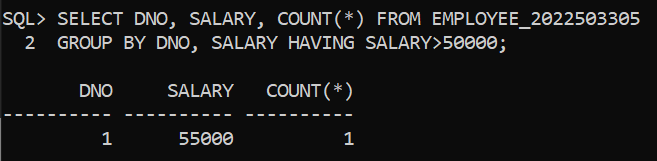 SQL> SELECT DNO, SALARY, COUNT(*) FROM EMPLOYEE_2022503305
  2  GROUP BY DNO, SALARY HAVING SALARY>50000;

       DNO     SALARY   COUNT(*)
---------- ---------- ----------
         1      55000          1